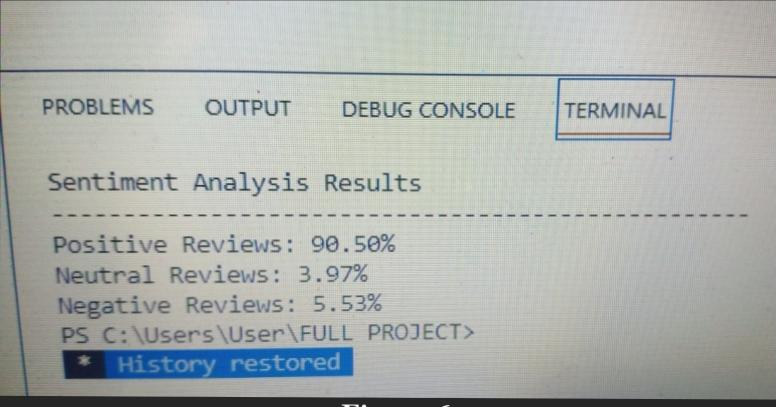 PROBLEMS OUTPUT DEBUG CONSOLE TERMINAL
Sentiment Analysis Results
------------------------------------------------------------
Positive Reviews: 90.50%
Neutral Reviews: 3.97%
Negative Reviews: 5.53%
PS C:\Users\User\FULL PROJECT>
* History restored